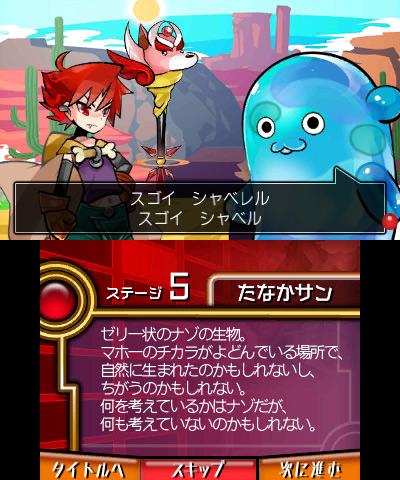 スゴイ　シャベレル
スゴイ　シャベル
ステージ 5 たなかサン
ゼリー状のナゾの生物。
マホーのチカラがよどんでいる場所で、
自然に生まれたのかもしれないし、
ちがうのかもしれない。
何を考えているかはナゾだが、
何も考えていないのかもしれない。
タイトルへ スキップ 次に進む